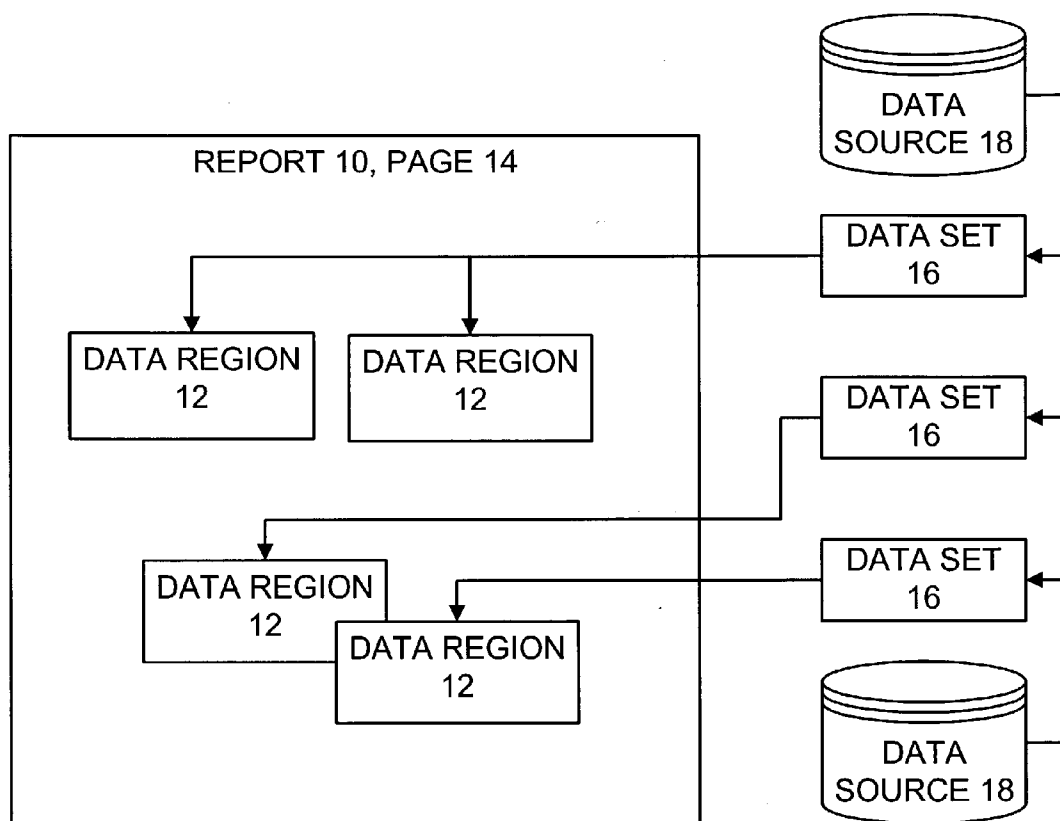 DATA
SOURCE 18
REPORT 10, PAGE 14
DATA SET
16
DATA REGION
12
DATA REGION
12
DATA SET
16
DATA REGION
12
DATA REGION
12
DATA SET
16
DATA
SOURCE 18